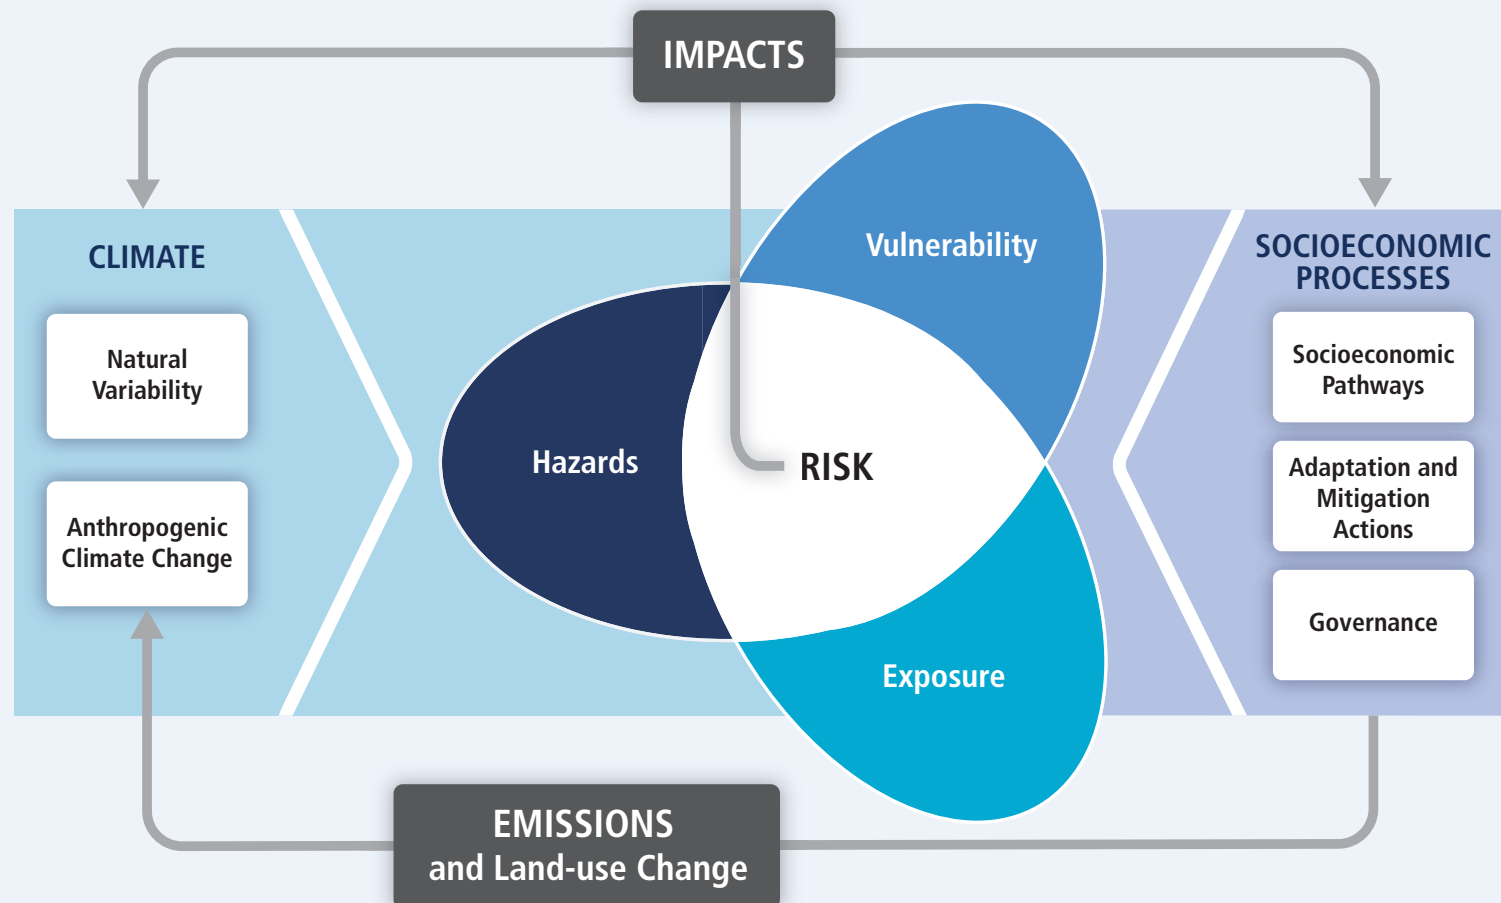 IMPACTS
CLIMATE
Natural
Variability
Anthropogenic
Climate Change
Vulnerability
Hazards
RISK
Exposure
SOCIOECONOMIC
PROCESSES
Socioeconomic
Pathways
Adaptation and
Mitigation
Actions
Governance
EMISSIONS
and Land-use Change